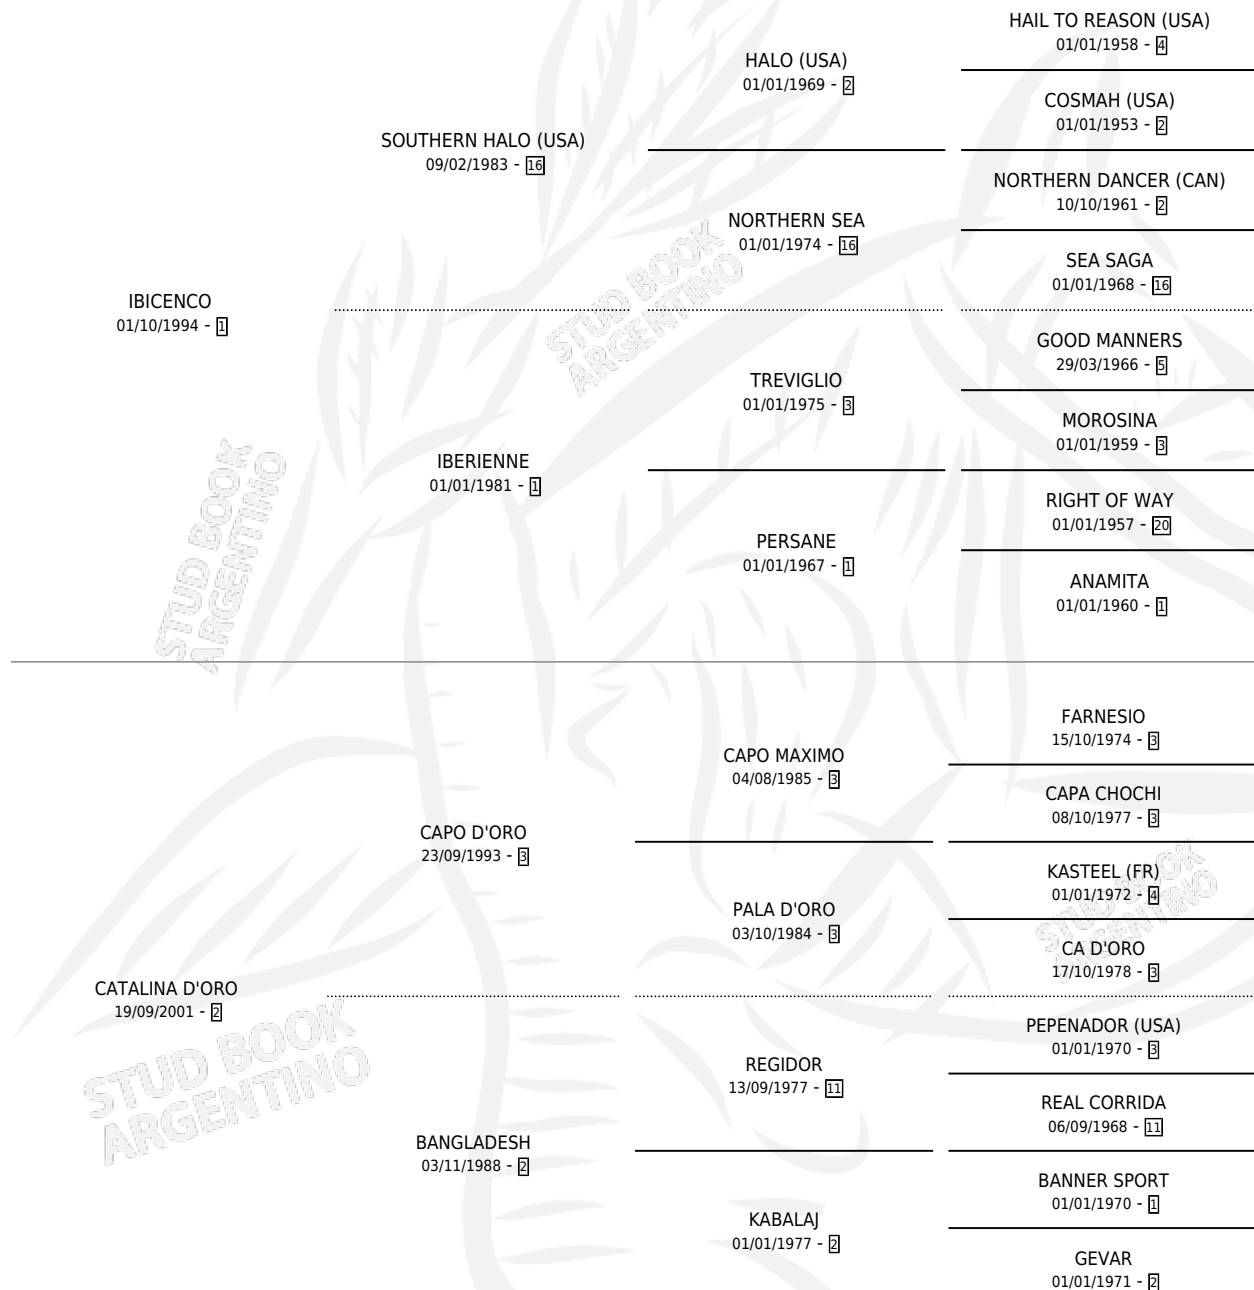 HAIL TO REASON (USA)
01/01/1958 - 4
HALO (USA)
01/01/1969 - 2
COSMAH (USA)
01/01/1953 - 2
SOUTHERN HALO (USA)
09/02/1983 - 16
NORTHERN DANCER (CAN)
10/10/1961 - 2
NORTHERN SEA
01/01/1974 - 16
SEA SAGA
01/01/1968 - 16
IBICENCO
01/10/1994 - 1
STUD BOOK
ARGENTINO
GOOD MANNERS
29/03/1966 - 5
TREVIGLIO
01/01/1975 - 3
MOROSINA
01/01/1959 - 3
IBERIENNE
01/01/1981 - 1
RIGHT OF WAY
01/01/1957 - 20
PERSANE
01/01/1967 - 1
ANAMITA
01/01/1960 - 1
STUD BOOK
ARGENTINO
FARNESIO
15/10/1974 - 3
CAPO MAXIMO
04/08/1985 - 3
CAPA CHOCHI
08/10/1977 - 3
CAPO D'ORO
23/09/1993 - 3
KASTEEL (FR)
01/01/1972 - 4
PALA D'ORO
03/10/1984 - 3
STUD BOOK
ARGENTINO
CA D'ORO
17/10/1978 - 3
CATALINA D'ORO
19/09/2001 - 2
STUD BOOK
ARGENTINO
PEPENADOR (USA)
01/01/1970 - 3
REGIDOR
13/09/1977 - 11
REAL CORRIDA
06/09/1968 - 11
BANGLADESH
03/11/1988 - 2
BANNER SPORT
01/01/1970 - 1
KABALAJ
01/01/1977 - 2
GEVAR
01/01/1971 - 2